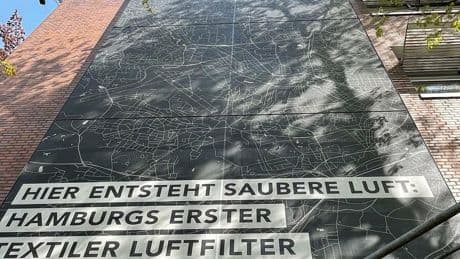 HIER ENTSTEHT SAUBERE LUFT:
HAMBURGS ERSTER
TEXTILER LUFTFILTER